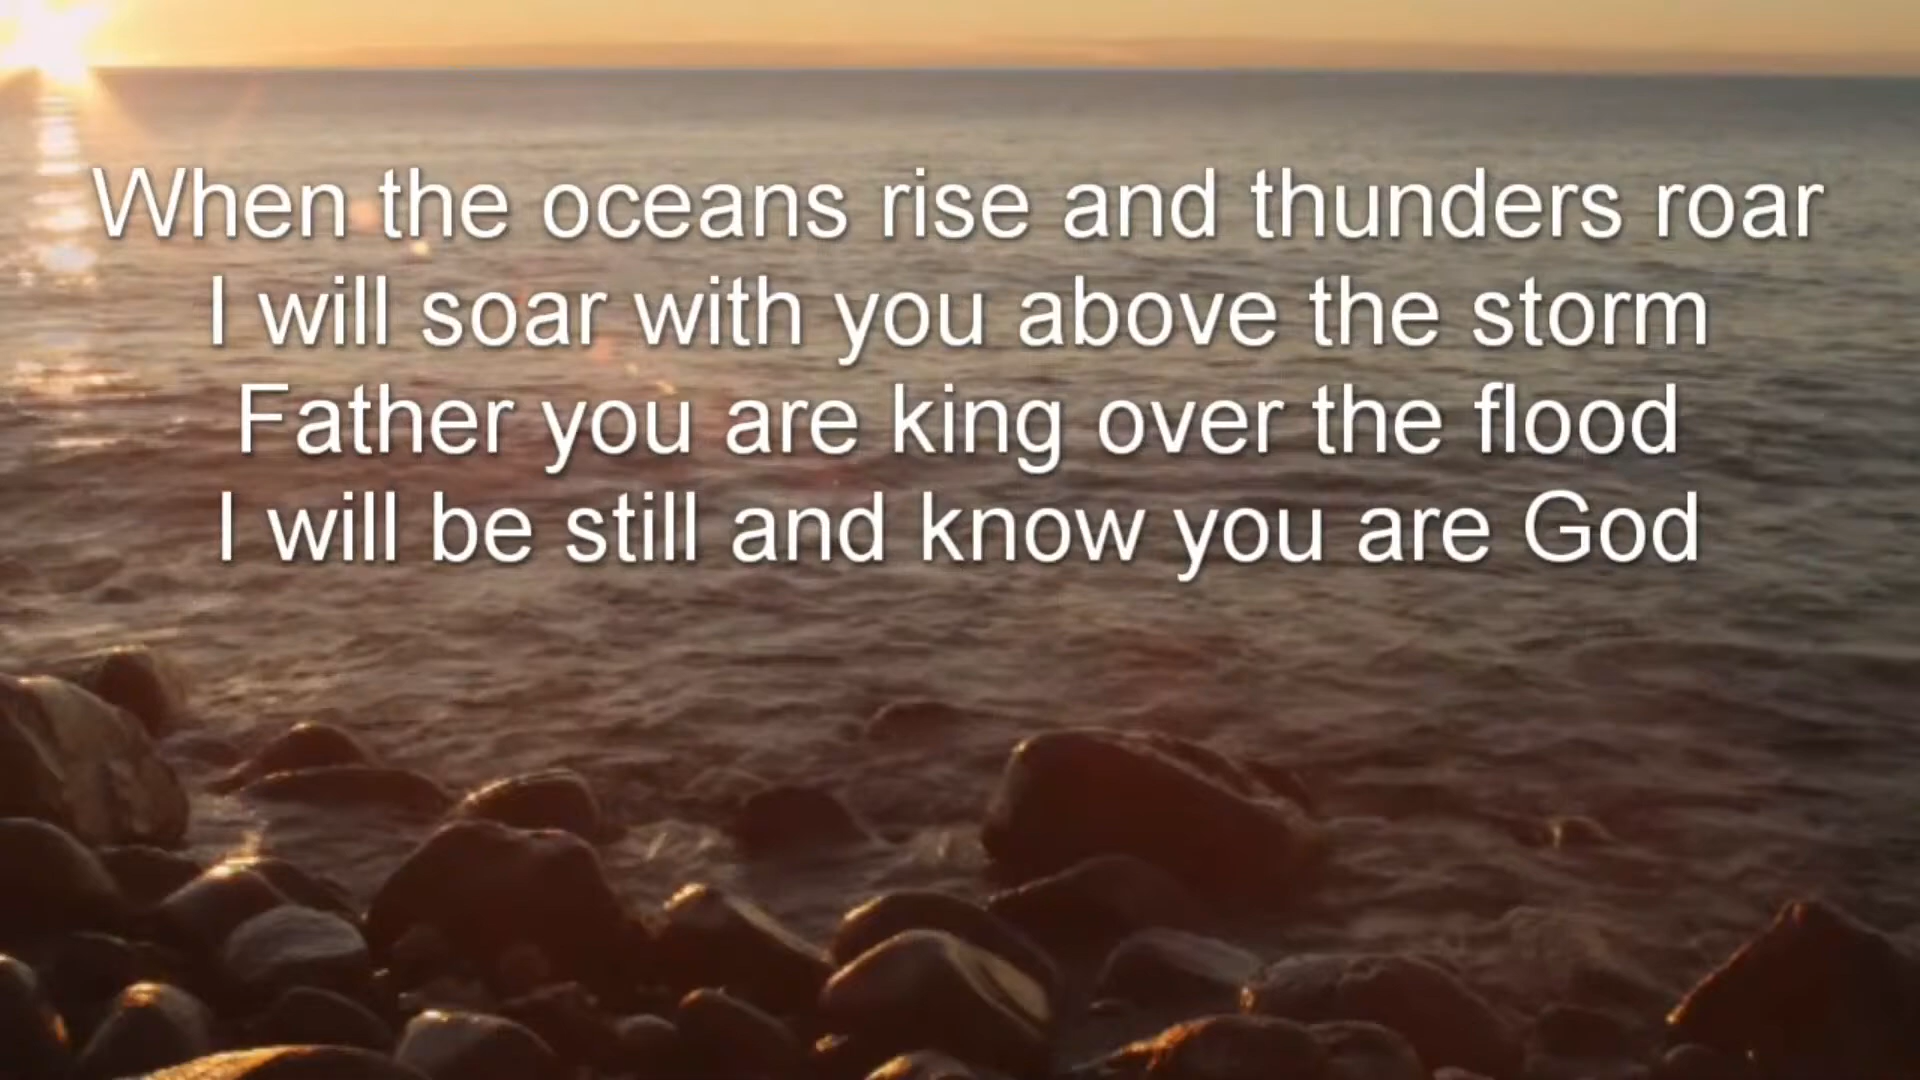 When the oceans rise and thunders roar
I will soar with you above the storm
Father you are king over the flood
I will be still and know you are God